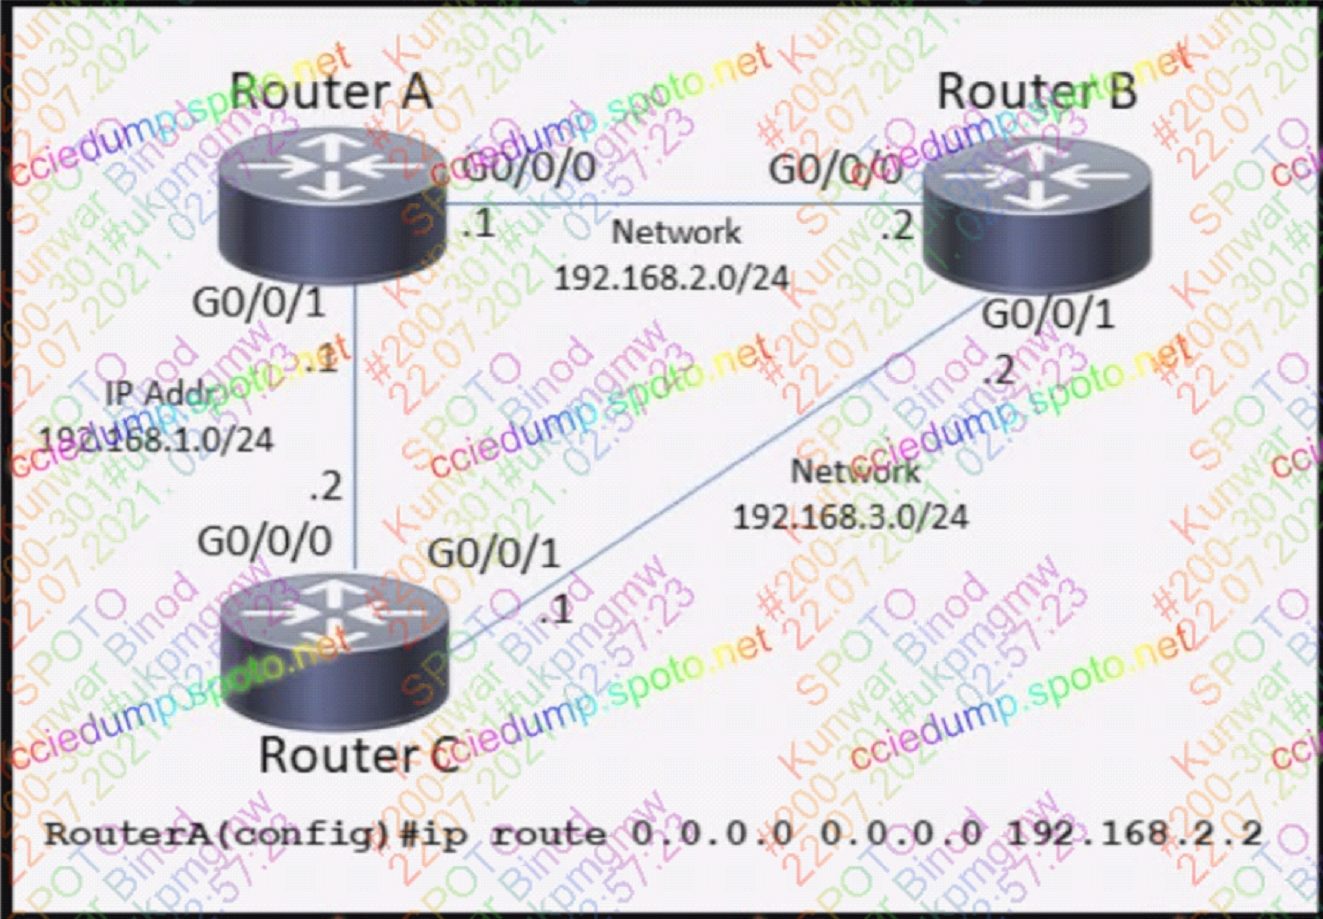 Router A
Router B
G0/0/0
G0/0/0
.1
.2
Network
192.168.2.0/24
G0/0/1
G0/0/1
.1
.2
IP Addr.
192.168.1.0/24
Network
192.168.3.0/24
.2
G0/0/0
G0/0/1
.1
Router C
RouterA(config)#ip route 0.0.0.0 0.0.0.0 192.168.2.2
cciedump.spoto.net
SPOTO
Kunwar Binod
#200-301#ukpmgmw
22.07.2021. 02:57:23